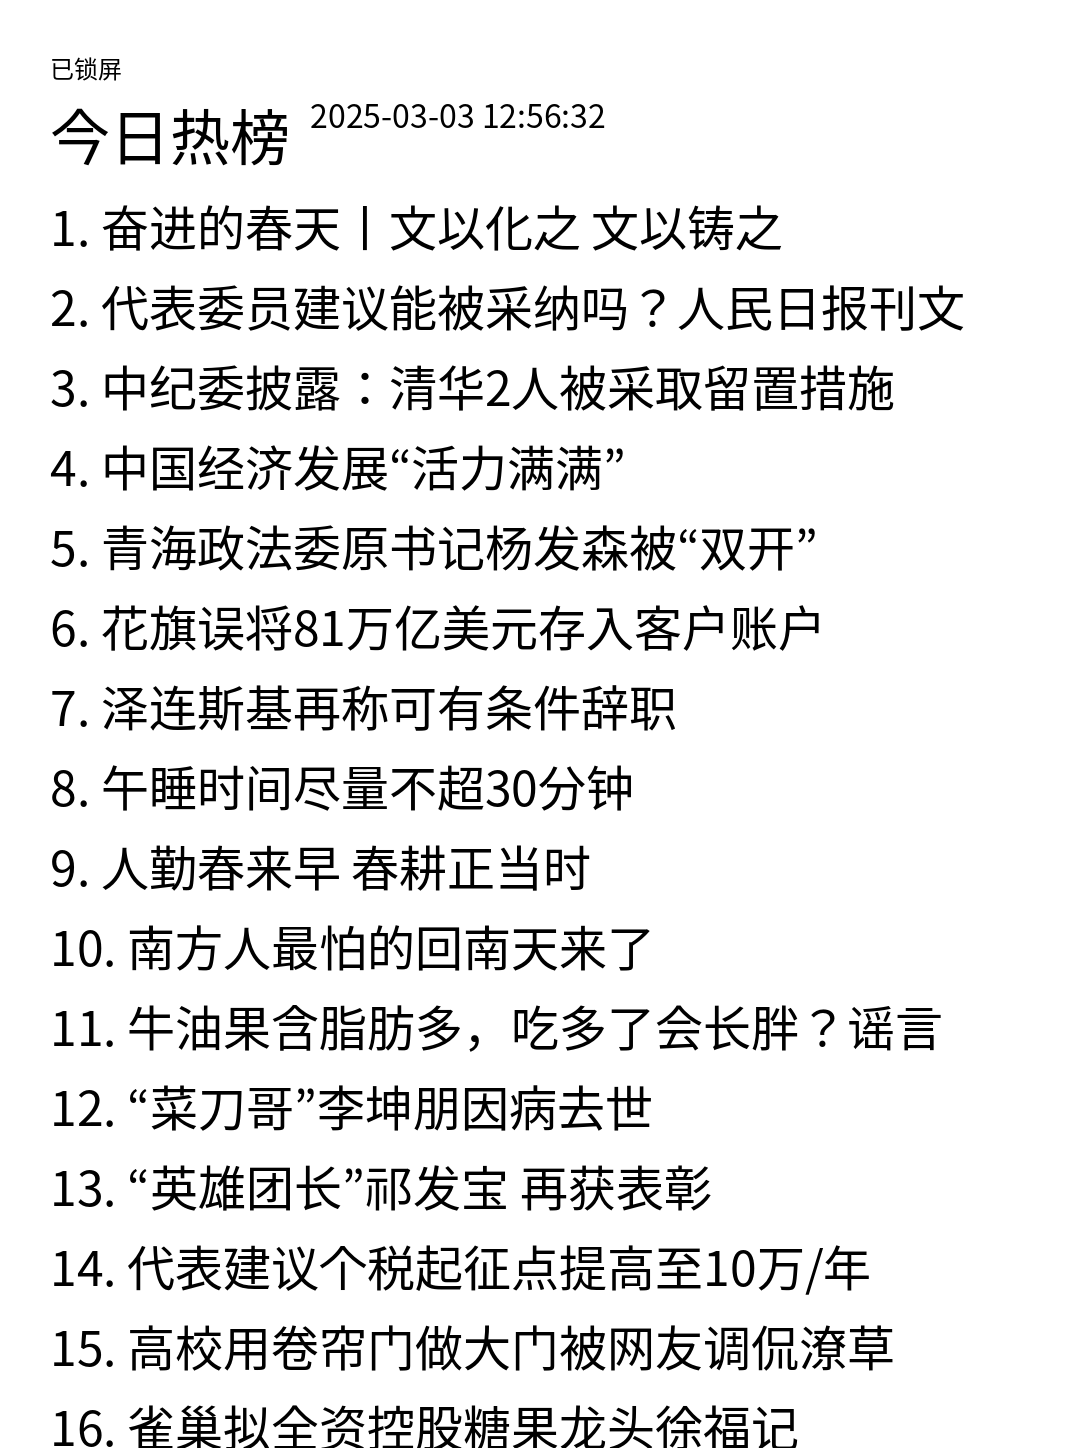 已锁屏
今日热榜 2025-03-03 12:56:32
1. 奋进的春天丨文以化之 文以铸之
2. 代表委员建议能被采纳吗？人民日报刊文
3. 中纪委披露：清华2人被采取留置措施
4. 中国经济发展“活力满满”
5. 青海政法委原书记杨发森被“双开”
6. 花旗误将81万亿美元存入客户账户
7. 泽连斯基再称可有条件辞职
8. 午睡时间尽量不超30分钟
9. 人勤春来早 春耕正当时
10. 南方人最怕的回南天来了
11. 牛油果含脂肪多，吃多了会长胖？谣言
12. “菜刀哥”李坤朋因病去世
13. “英雄团长”祁发宝 再获表彰
14. 代表建议个税起征点提高至10万/年
15. 高校用卷帘门做大门被网友调侃潦草
16. 雀巢拟全资控股糖果龙头徐福记